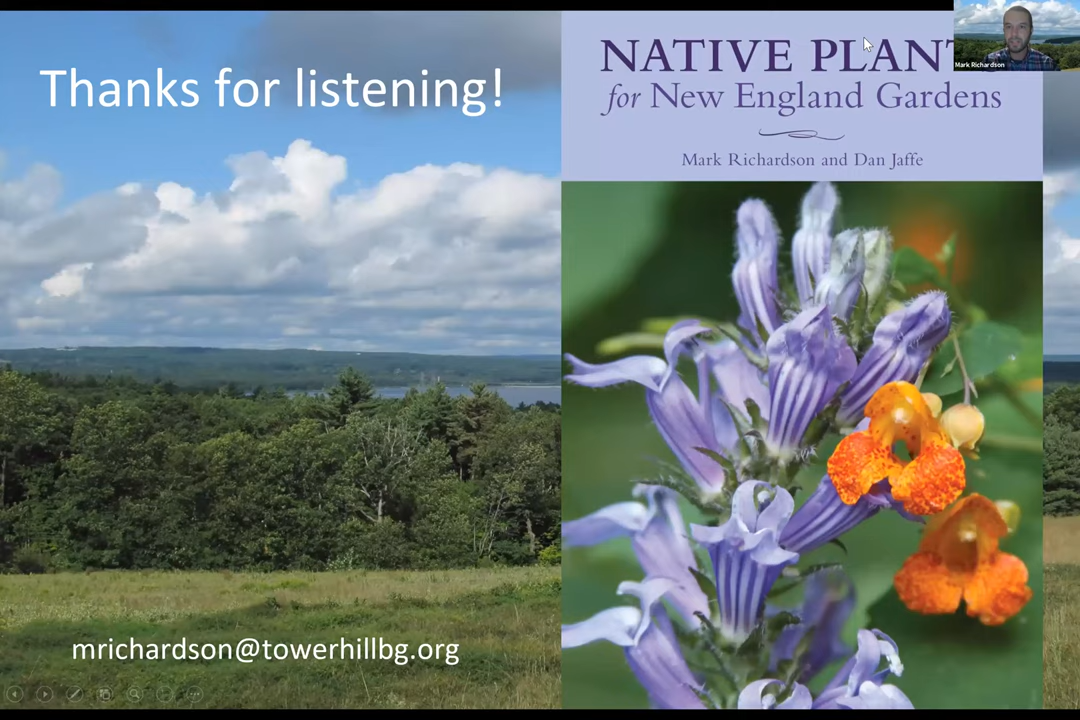 Thanks for listening!
mrichardson@towerhillbg.org
NATIVE PLANT
for New England Gardens
Mark Richardson and Dan Jaffe
Mark Richardson